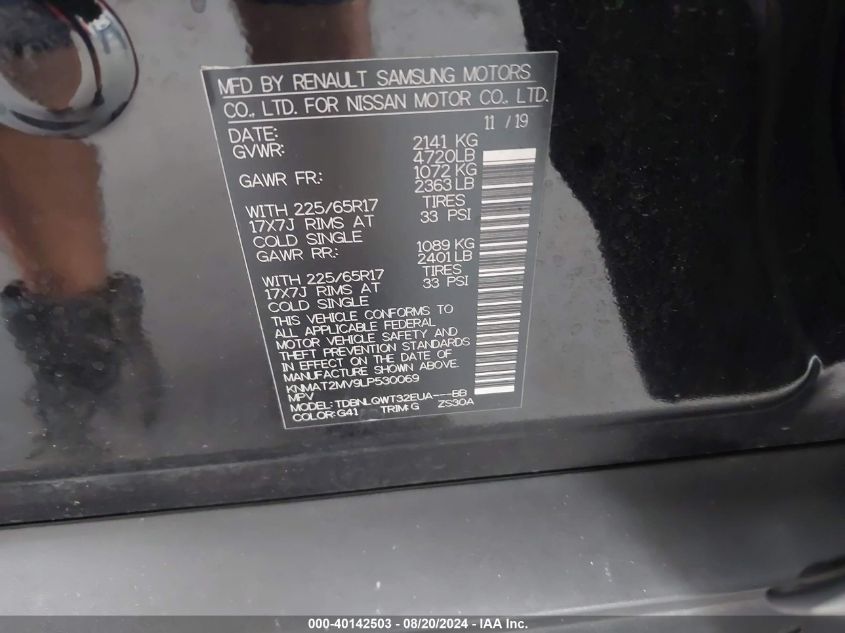 MFD BY RENAULT SAMSUNG MOTORS
CO., LTD. FOR NISSAN MOTOR CO., LTD.
DATE: 11 / 19
GVWR: 2141 KG
4720LB
GAWR FR.: 1072 KG
2363 LB
WITH 225/65R17 TIRES
17X7J RIMS AT 33 PSI
COLD SINGLE
GAWR RR.: 1089 KG
2401 LB
WITH 225/65R17 TIRES
17X7J RIMS AT 33 PSI
COLD SINGLE
THIS VEHICLE CONFORMS TO
ALL APPLICABLE FEDERAL
MOTOR VEHICLE SAFETY AND
THEFT PREVENTION STANDARDS
IN EFFECT ON THE DATE OF
MANUFACTURE SHOWN ABOVE.
KNMAT2MV9LP530069
MPV
MODEL: TDBNLQWT32EUA---BB
COLOR: G41 TRIM: G ZS30A
000-40142503 - 08/20/2024 - IAA Inc.